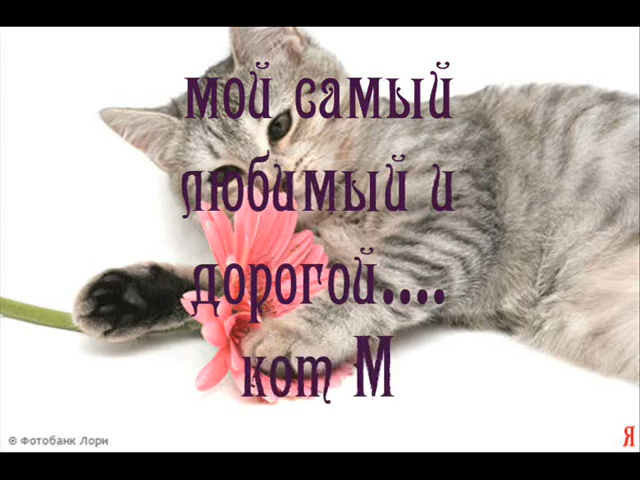 мой самый
любимый и
дорогой....
кот М
® Фотобанк Лори
Я